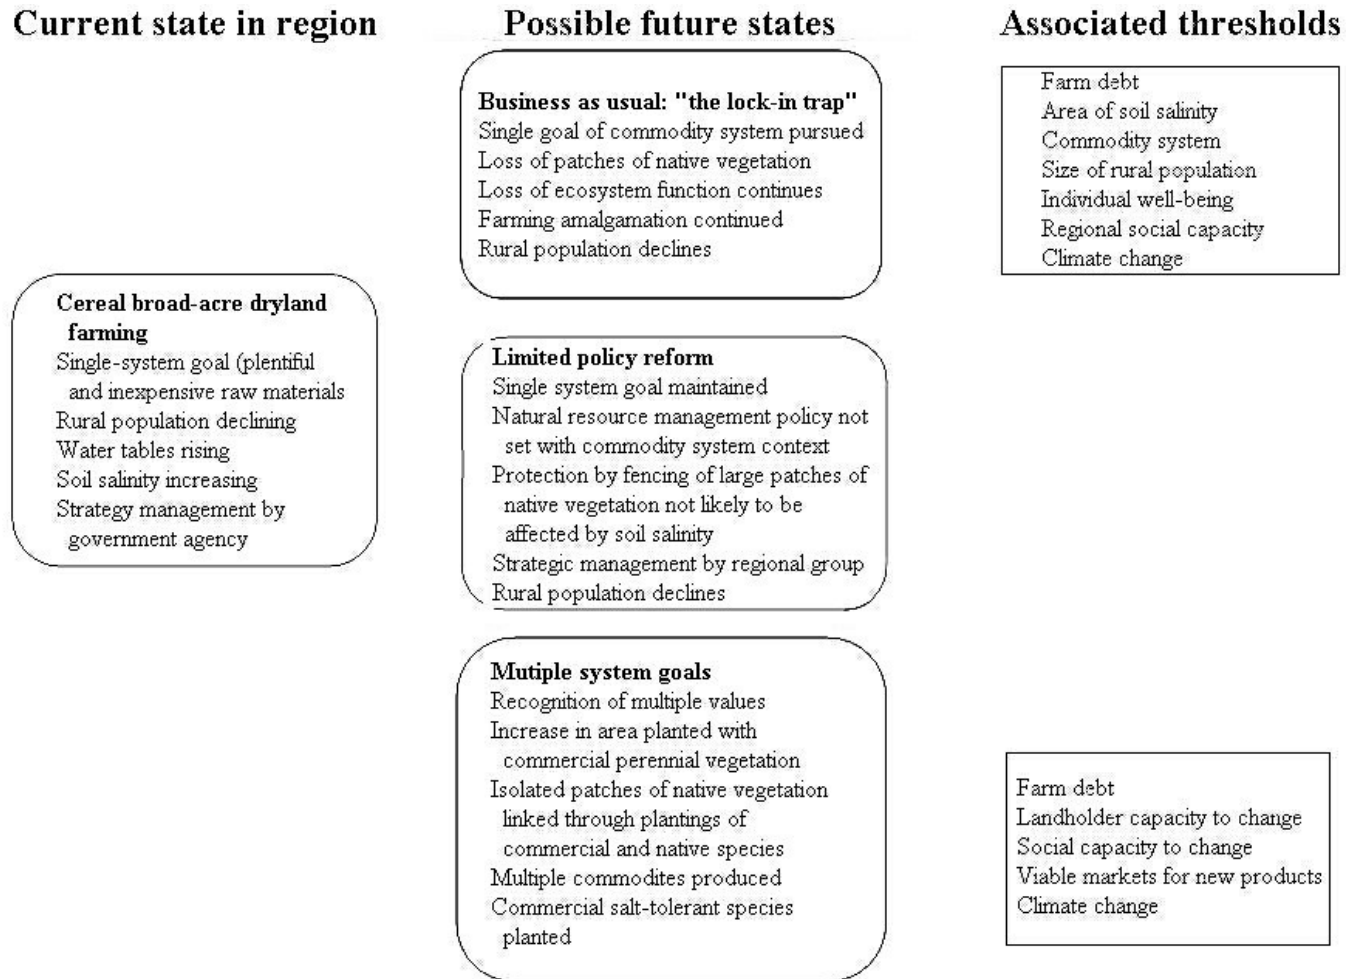 Current state in region
Possible future states
Associated thresholds
Cereal broad-acre dryland
farming
Single-system goal (plentiful
and inexpensive raw materials
Rural population declining
Water tables rising
Soil salinity increasing
Strategy management by
government agency
Business as usual: "the lock-in trap"
Single goal of commodity system pursued
Loss of patches of native vegetation
Loss of ecosystem function continues
Farming amalgamation continued
Rural population declines
Limited policy reform
Single system goal maintained
Natural resource management policy not
set with commodity system context
Protection by fencing of large patches of
native vegetation not likely to be
affected by soil salinity
Strategic management by regional group
Rural population declines
Mutiple system goals
Recognition of multiple values
Increase in area planted with
commercial perennial vegetation
Isolated patches of native vegetation
linked through plantings of
commercial and native species
Multiple commodites produced
Commercial salt-tolerant species
planted
Farm debt
Area of soil salinity
Commodity system
Size of rural population
Individual well-being
Regional social capacity
Climate change
Farm debt
Landholder capacity to change
Social capacity to change
Viable markets for new products
Climate change